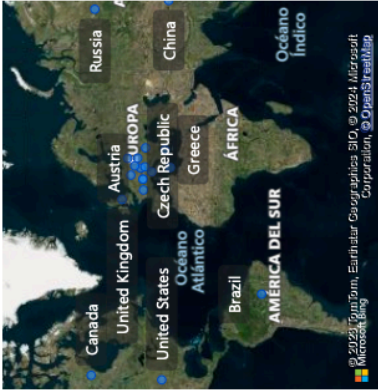 Canada
Russia
United Kingdom
Austria
EUROPA
United States
Czech Republic
China
Greece
Océano
Atlántico
ÁFRICA
Brazil
AMÉRICA DEL SUR
Océano
Índico
Microsoft Bing
© 2023 TomTom, Earthstar Geographics SIO, © 2024 Microsoft
Corporation, © OpenStreetMap